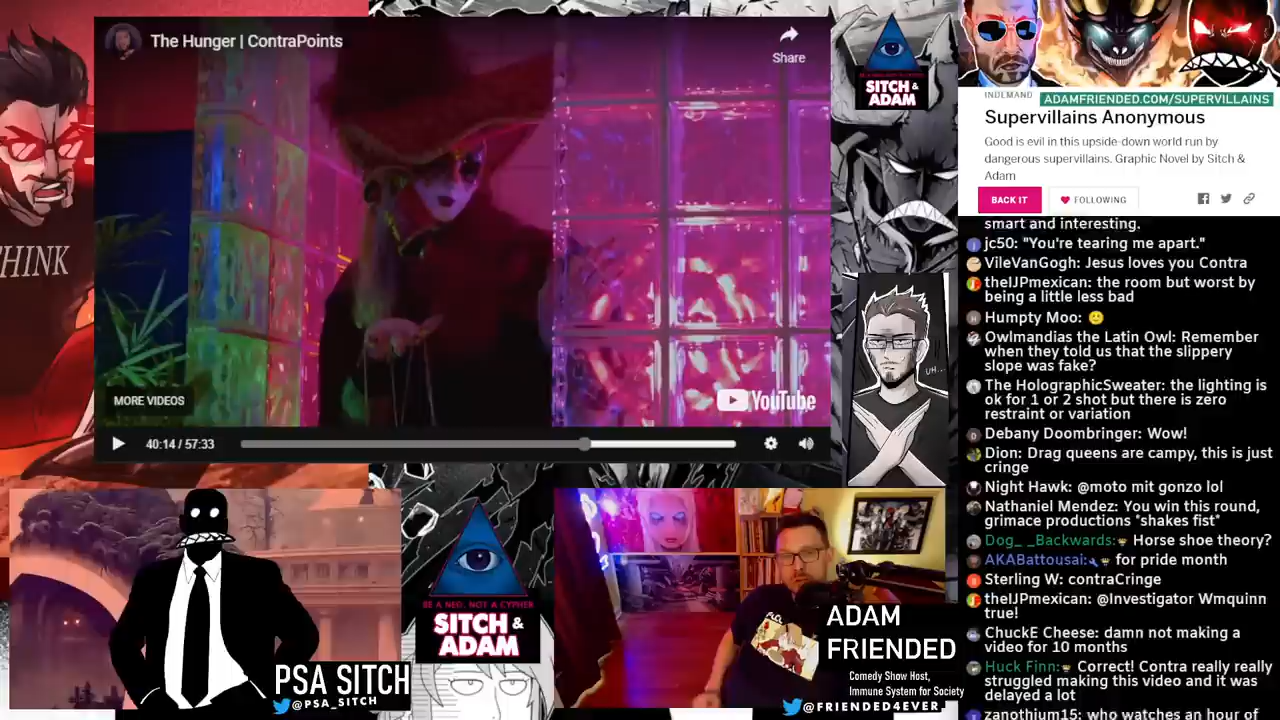 The Hunger | ContraPoints
Share
MORE VIDEOS
YouTube
40:14 / 57:33
THINK
SITCH &
& ADAM
UH...
INDEMAND
ADAMFRIENDED.COM/SUPERVILLAINS
Supervillains Anonymous
Good is evil in this upside-down world run by
dangerous supervillains. Graphic Novel by Sitch &
Adam
BACK IT
FOLLOWING
smart and interesting.
jc50: "You're tearing me apart."
VileVanGogh: Jesus loves you Contra
theIJPmexican: the room but worst by
being a little less bad
Humpty Moo: 🙂
Owlmandias the Latin Owl: Remember
when they told us that the slippery
slope was fake?
The HolographicSweater: the lighting is
ok for 1 or 2 shot but there is zero
restraint or variation
Debany Doombringer: Wow!
Dion: Drag queens are campy, this is just
cringe
Night Hawk: @moto mit gonzo lol
Nathaniel Mendez: You win this round,
grimace productions *shakes fist*
Dog_ _Backwards: Horse shoe theory?
AKABattousai: for pride month
Sterling W: contraCringe
theIJPmexican: @Investigator Wmquinn
true!
ChuckE Cheese: damn not making a
video for 10 months
Huck Finn: Correct! Contra really really
struggled making this video and it was
delayed a lot
zanothium15: who watches an hour of
PSA SITCH
@PSA_SITCH
BE A NEO, NOT A CYPHER
SITCH &
ADAM
ADAM
FRIENDED
Comedy Show Host,
Immune System for Society
@FRIENDED4EVER